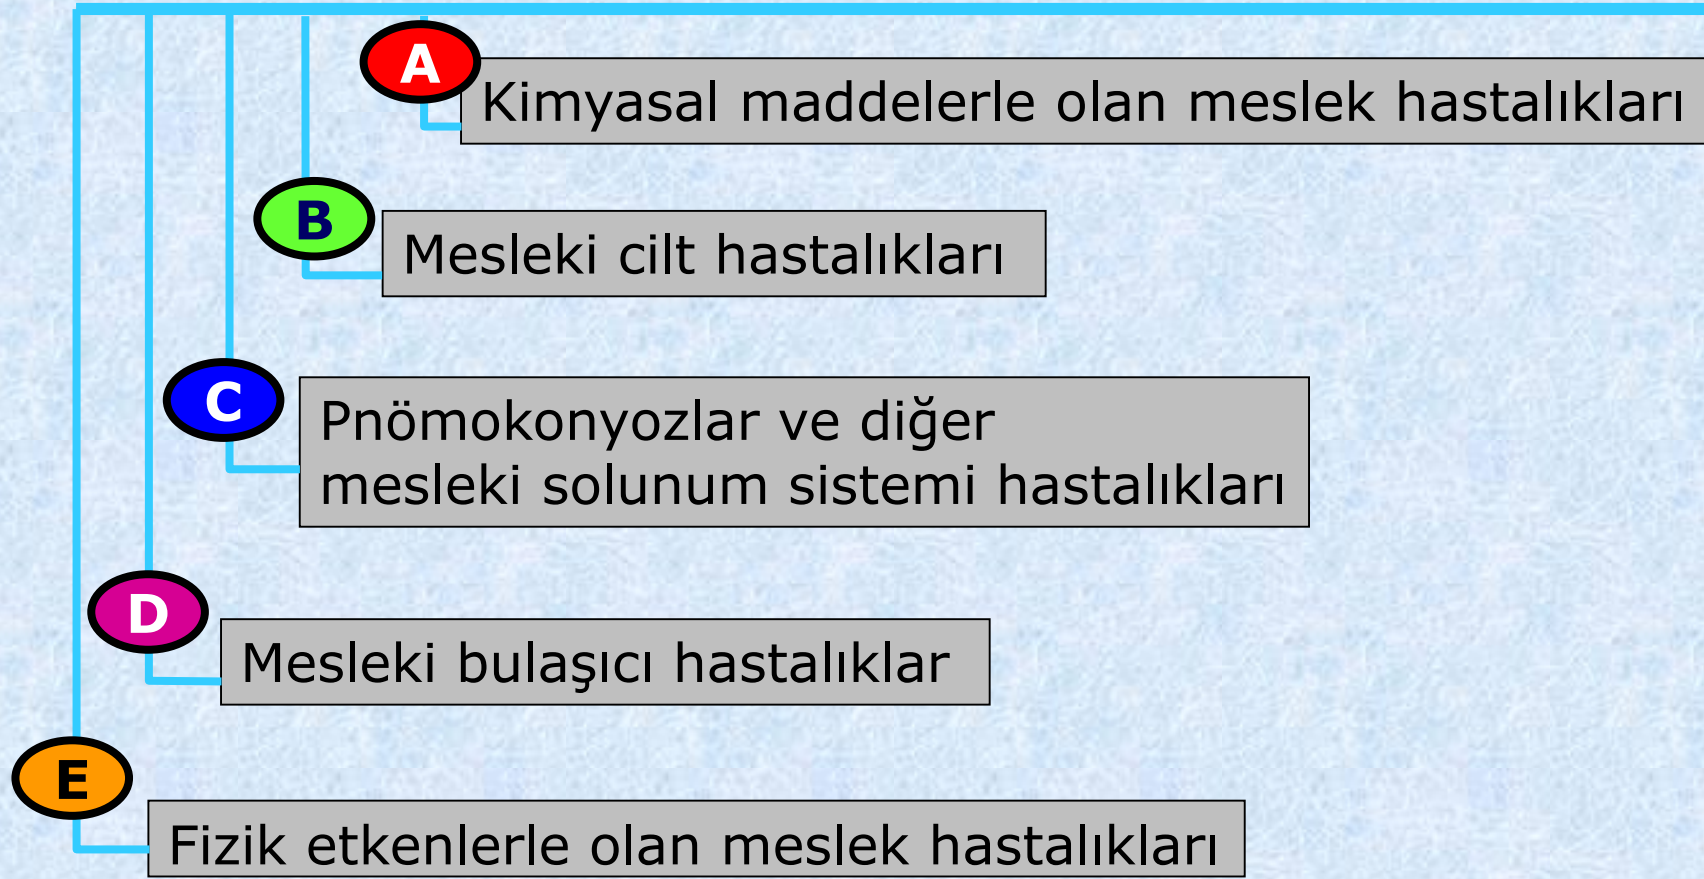 A
Kimyasal maddelerle olan meslek hastalıkları
B
Mesleki cilt hastalıkları
C
Pnömokonyozlar ve diğer
mesleki solunum sistemi hastalıkları
D
Mesleki bulaşıcı hastalıklar
E
Fizik etkenlerle olan meslek hastalıkları